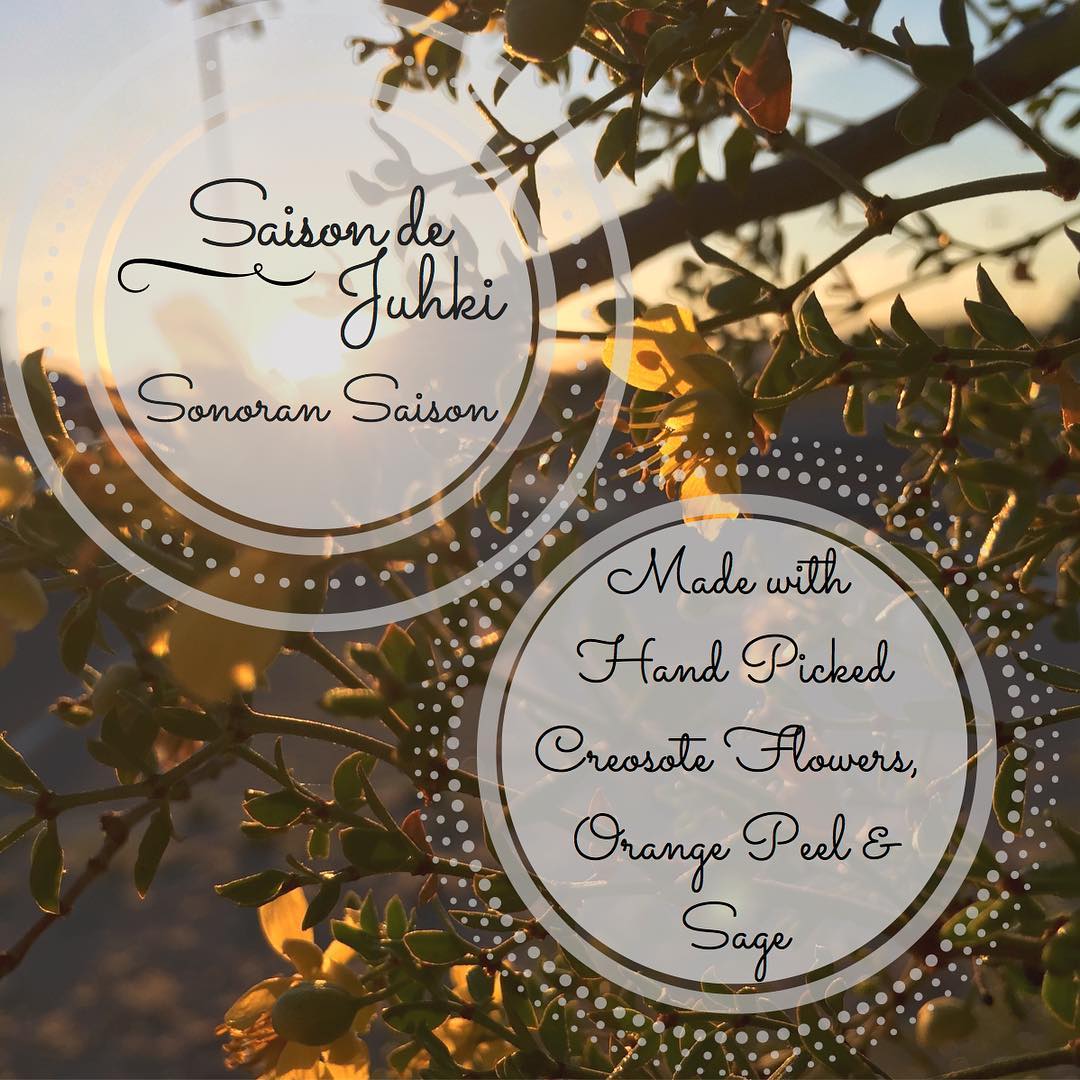 Saison de
Juhki
Sonoran Saison
Made with
Hand Picked
Creosote Flowers,
Orange Peel &
Sage